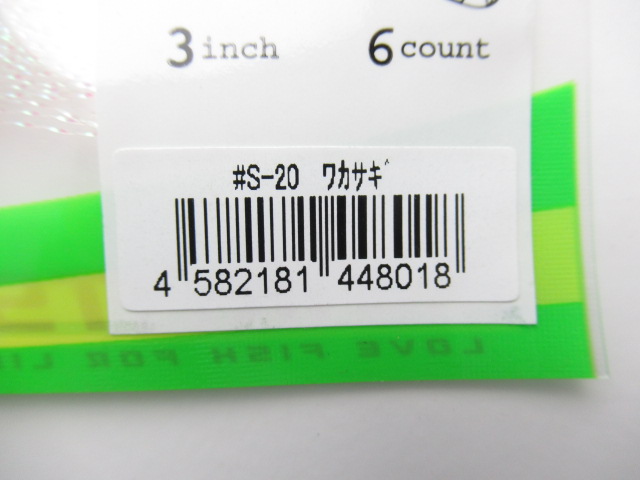 3 inch 6 count
#S-20 ﾜｶｻｷﾞ
4 582181 448018
LOVE FISH FOR LI